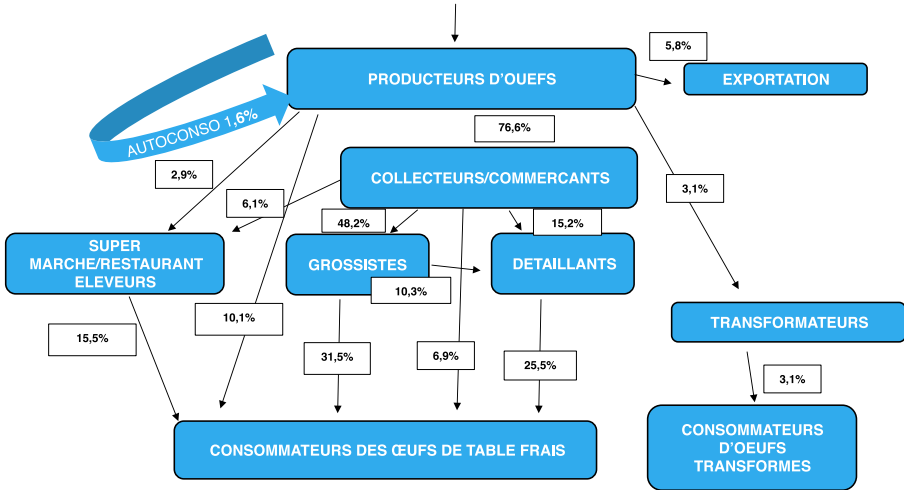 5,8%
PRODUCTEURS D'OUEFS
EXPORTATION
AUTOCONSO 1,6%
76,6%
2,9%
COLLECTEURS/COMMERCANTS
3,1%
6,1%
48,2%
15,2%
SUPER
MARCHE/RESTAURANT
ELEVEURS
GROSSISTES
DETAILLANTS
10,3%
10,1%
TRANSFORMATEURS
15,5%
31,5%
6,9%
25,5%
3,1%
CONSOMMATEURS DES ŒUFS DE TABLE FRAIS
CONSOMMATEURS
D'OEUFS
TRANSFORMES